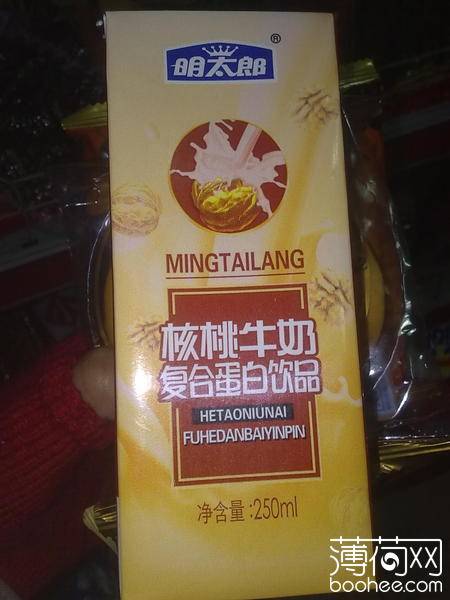 明太郎®
MINGTAILANG
核桃牛奶
复合蛋白饮品
HETAONIUNAI
FUHEDANBAIYINPIN
净含量:250ml
薄荷网
boohee.com